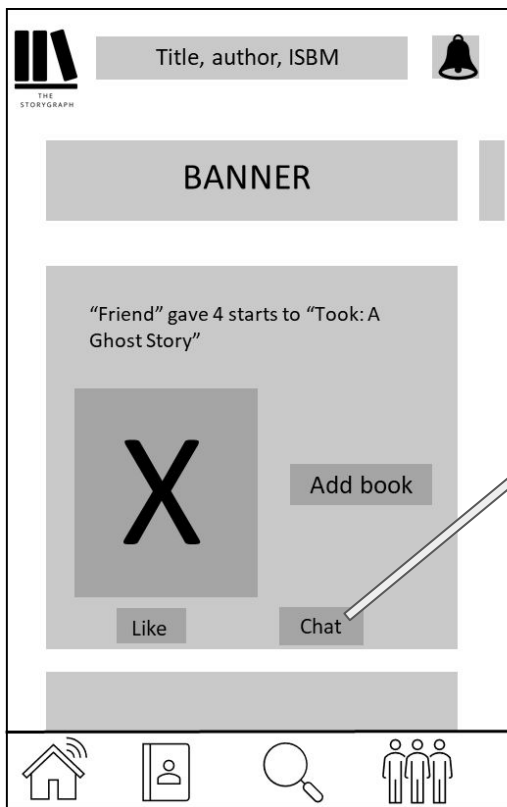 Title, author, ISBM
THE
STORYGRAPH
BANNER
“Friend” gave 4 starts to “Took: A
Ghost Story”
X
Add book
Like
Chat